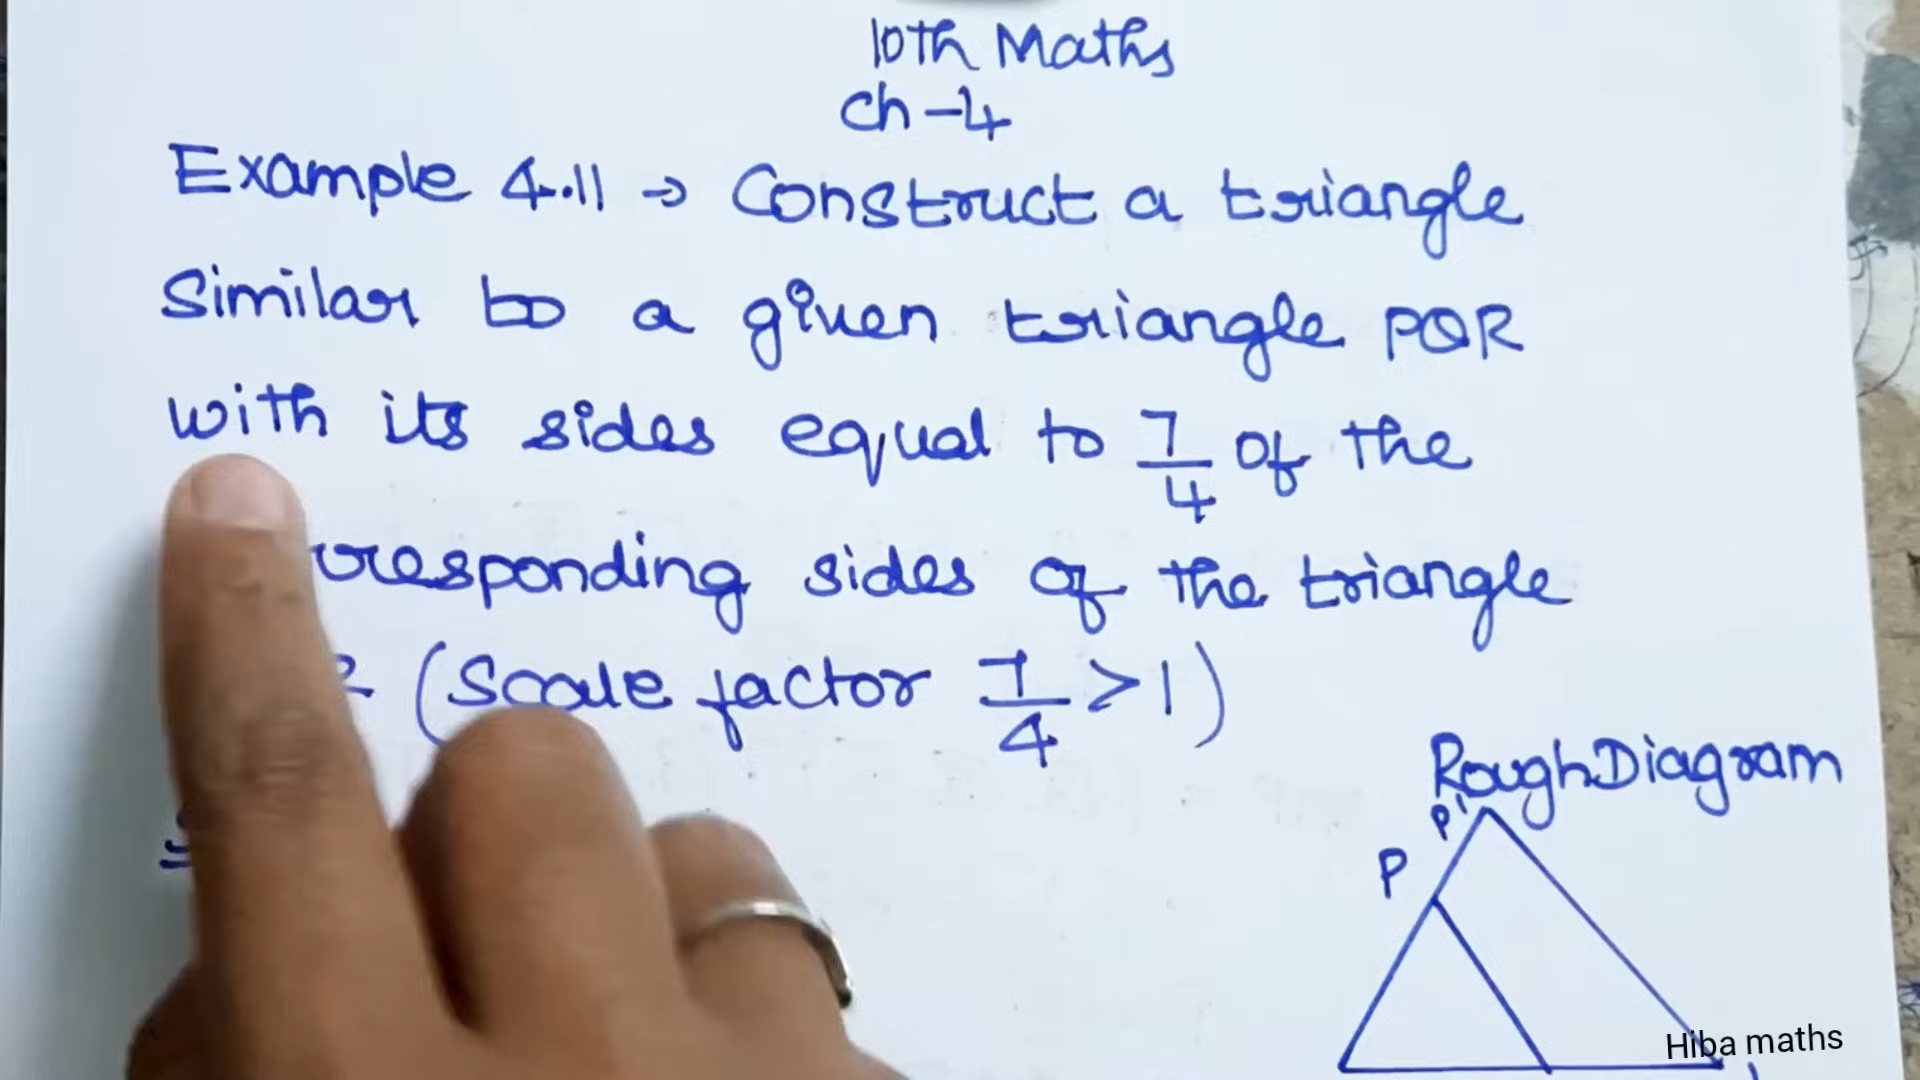 10th Maths
Ch-4
Example 4.11 → Construct a triangle
Similar to a given triangle PQR
with its sides equal to 7/4 of the
rresponding sides of the triangle
(Scale factor 7/4 > 1)
Rough Diagram
P'
P
Hiba maths